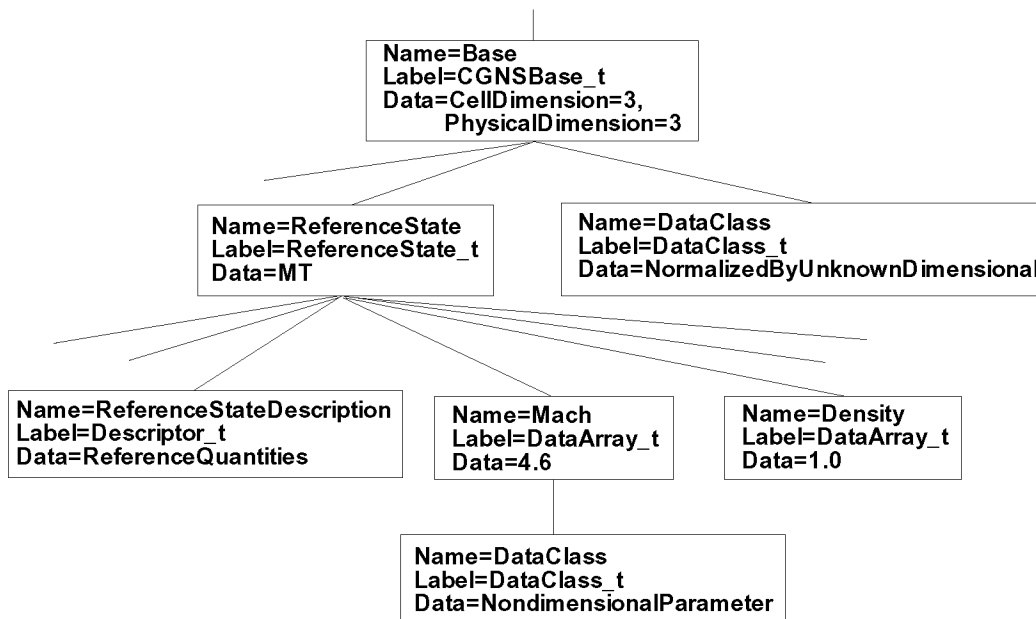 Name=Base
Label=CGNSBase_t
Data=CellDimension=3,
PhysicalDimension=3
Name=ReferenceState
Label=ReferenceState_t
Data=MT
Name=DataClass
Label=DataClass_t
Data=NormalizedByUnknownDimensional
Name=ReferenceStateDescription
Label=Descriptor_t
Data=ReferenceQuantities
Name=Mach
Label=DataArray_t
Data=4.6
Name=Density
Label=DataArray_t
Data=1.0
Name=DataClass
Label=DataClass_t
Data=NondimensionalParameter